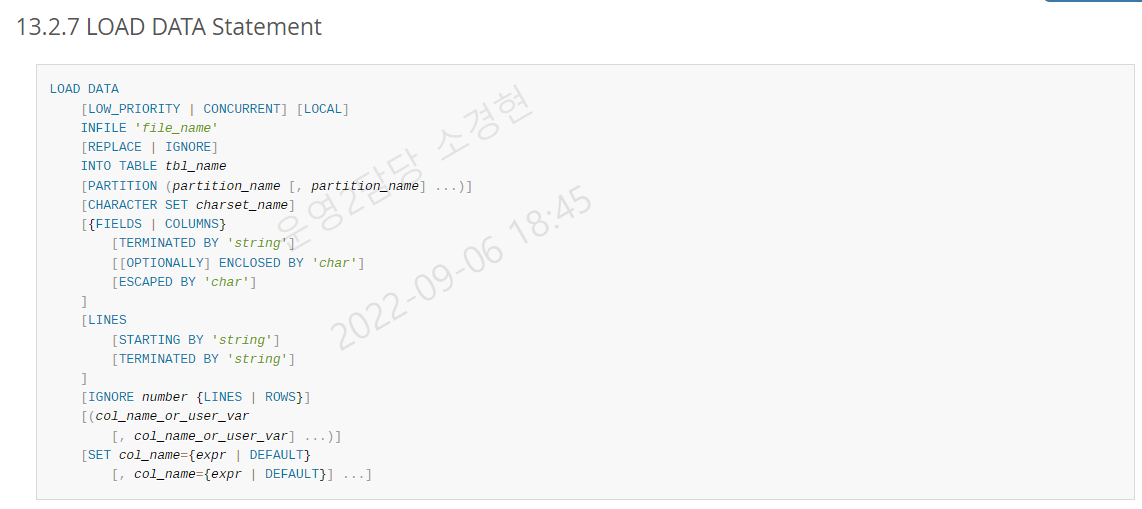 13.2.7 LOAD DATA Statement
LOAD DATA
    [LOW_PRIORITY | CONCURRENT] [LOCAL]
    INFILE 'file_name'
    [REPLACE | IGNORE]
    INTO TABLE tbl_name
    [PARTITION (partition_name [, partition_name] ...)]
    [CHARACTER SET charset_name]
    [{FIELDS | COLUMNS}
        [TERMINATED BY 'string']
        [[OPTIONALLY] ENCLOSED BY 'char']
        [ESCAPED BY 'char']
    ]
    [LINES
        [STARTING BY 'string']
        [TERMINATED BY 'string']
    ]
    [IGNORE number {LINES | ROWS}]
    [(col_name_or_user_var
        [, col_name_or_user_var] ...)]
    [SET col_name={expr | DEFAULT}
        [, col_name={expr | DEFAULT}] ...]
운영2담당 소경현
2022-09-06 18:45